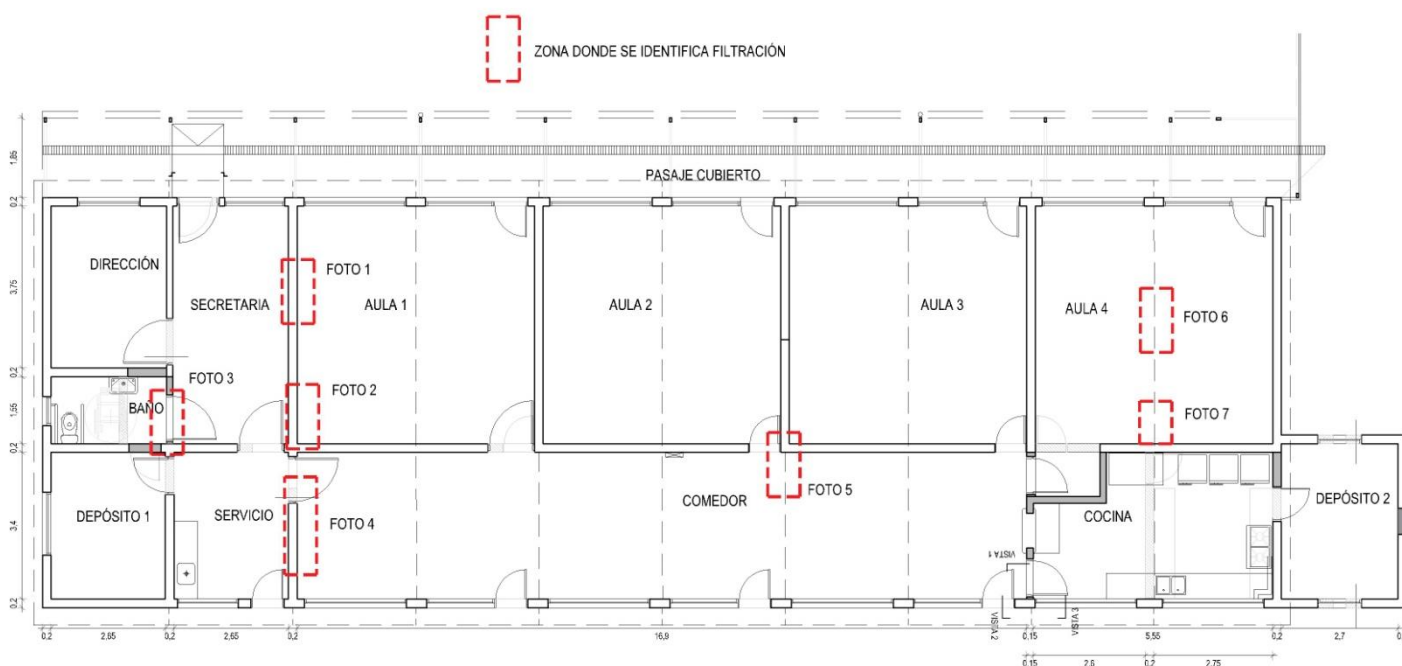 ZONA DONDE SE IDENTIFICA FILTRACIÓN
1,85
PASAJE CUBIERTO
0,2
DIRECCIÓN
FOTO 1
3,75
SECRETARIA
AULA 1
AULA 2
AULA 3
AULA 4
FOTO 6
0,2
FOTO 3
FOTO 2
1,55
BAÑO
FOTO 7
0,2
FOTO 5
COMEDOR
DEPÓSITO 2
DEPÓSITO 1
SERVICIO
FOTO 4
COCINA
3,4
VISTA 1
0,2
VISTA 2
VISTA 3
0,2 2,65 0,2 2,65 0,2 16,9 0,15 5,55 0,2 2,7
0,15 2,6 0,2 2,75